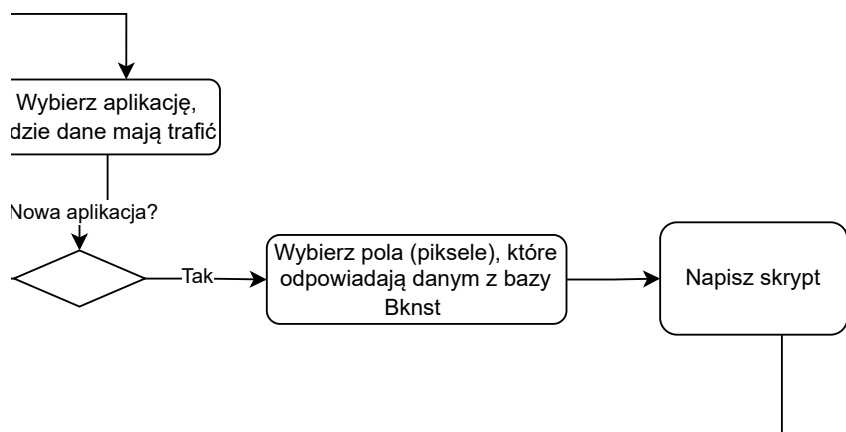 Wybierz aplikację,
dzie dane mają trafić
Nowa aplikacja?
Tak
Wybierz pola (piksele), które
odpowiadają danym z bazy
Bknst
Napisz skrypt